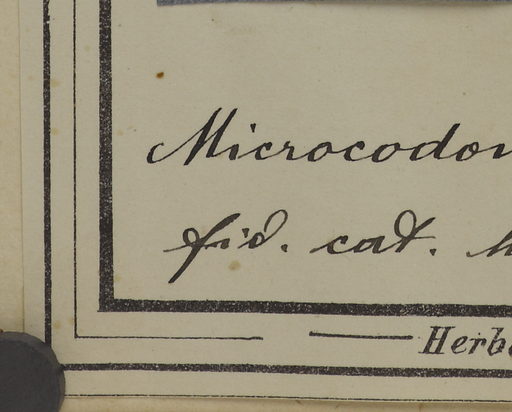 Microcodon
fid. cat.
Herb